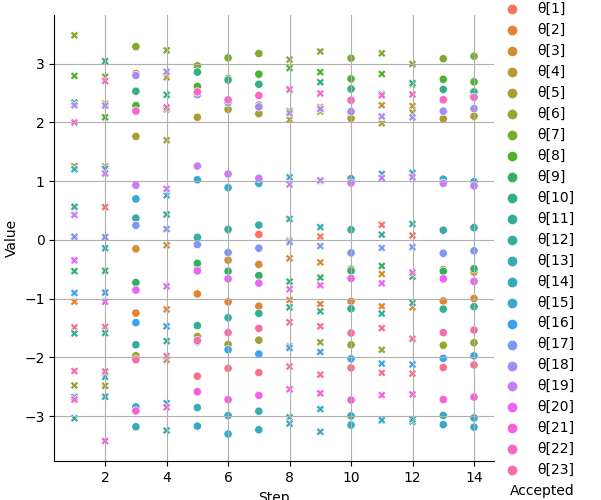 θ[1]
θ[2]
θ[3]
θ[4]
θ[5]
θ[6]
θ[7]
θ[8]
θ[9]
θ[10]
θ[11]
θ[12]
θ[13]
θ[14]
θ[15]
θ[16]
θ[17]
θ[18]
θ[19]
θ[20]
θ[21]
θ[22]
θ[23]
Accepted
3
2
1
0
−1
−2
−3
Value
2
4
6
8
10
12
14
Step